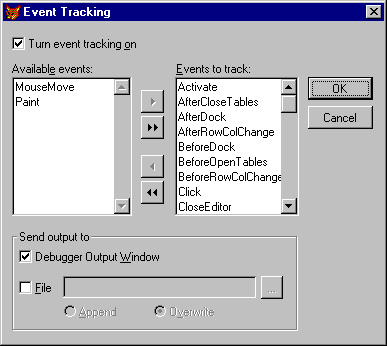 Event Tracking
Turn event tracking on
Available events:
MouseMove
Paint
Events to track:
Activate
AfterCloseTables
AfterDock
AfterRowColChange
BeforeDock
BeforeOpenTables
BeforeRowColChange
Click
CloseEditor
OK
Cancel
Send output to
Debugger Output Window
File
...
Append
Overwrite